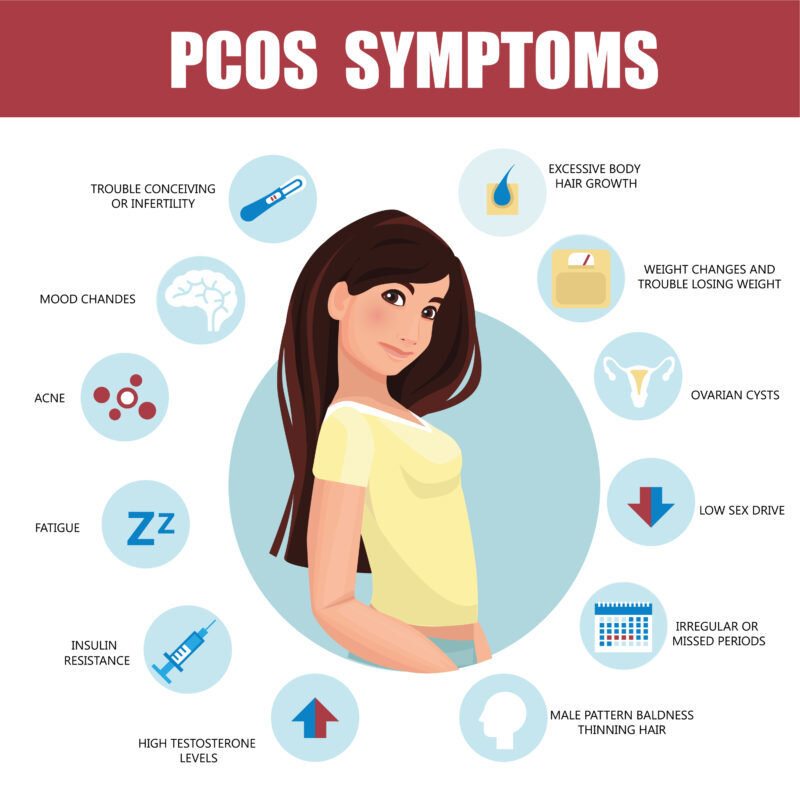 PCOS SYMPTOMS
TROUBLE CONCEIVING
OR INFERTILITY
EXCESSIVE BODY
HAIR GROWTH
MOOD CHANDES
WEIGHT CHANGES AND
TROUBLE LOSING WEIGHT
ACNE
OVARIAN CYSTS
FATIGUE
ZZ
LOW SEX DRIVE
INSULIN
RESISTANCE
IRREGULAR OR
MISSED PERIODS
HIGH TESTOSTERONE
LEVELS
MALE PATTERN BALDNESS
THINNING HAIR